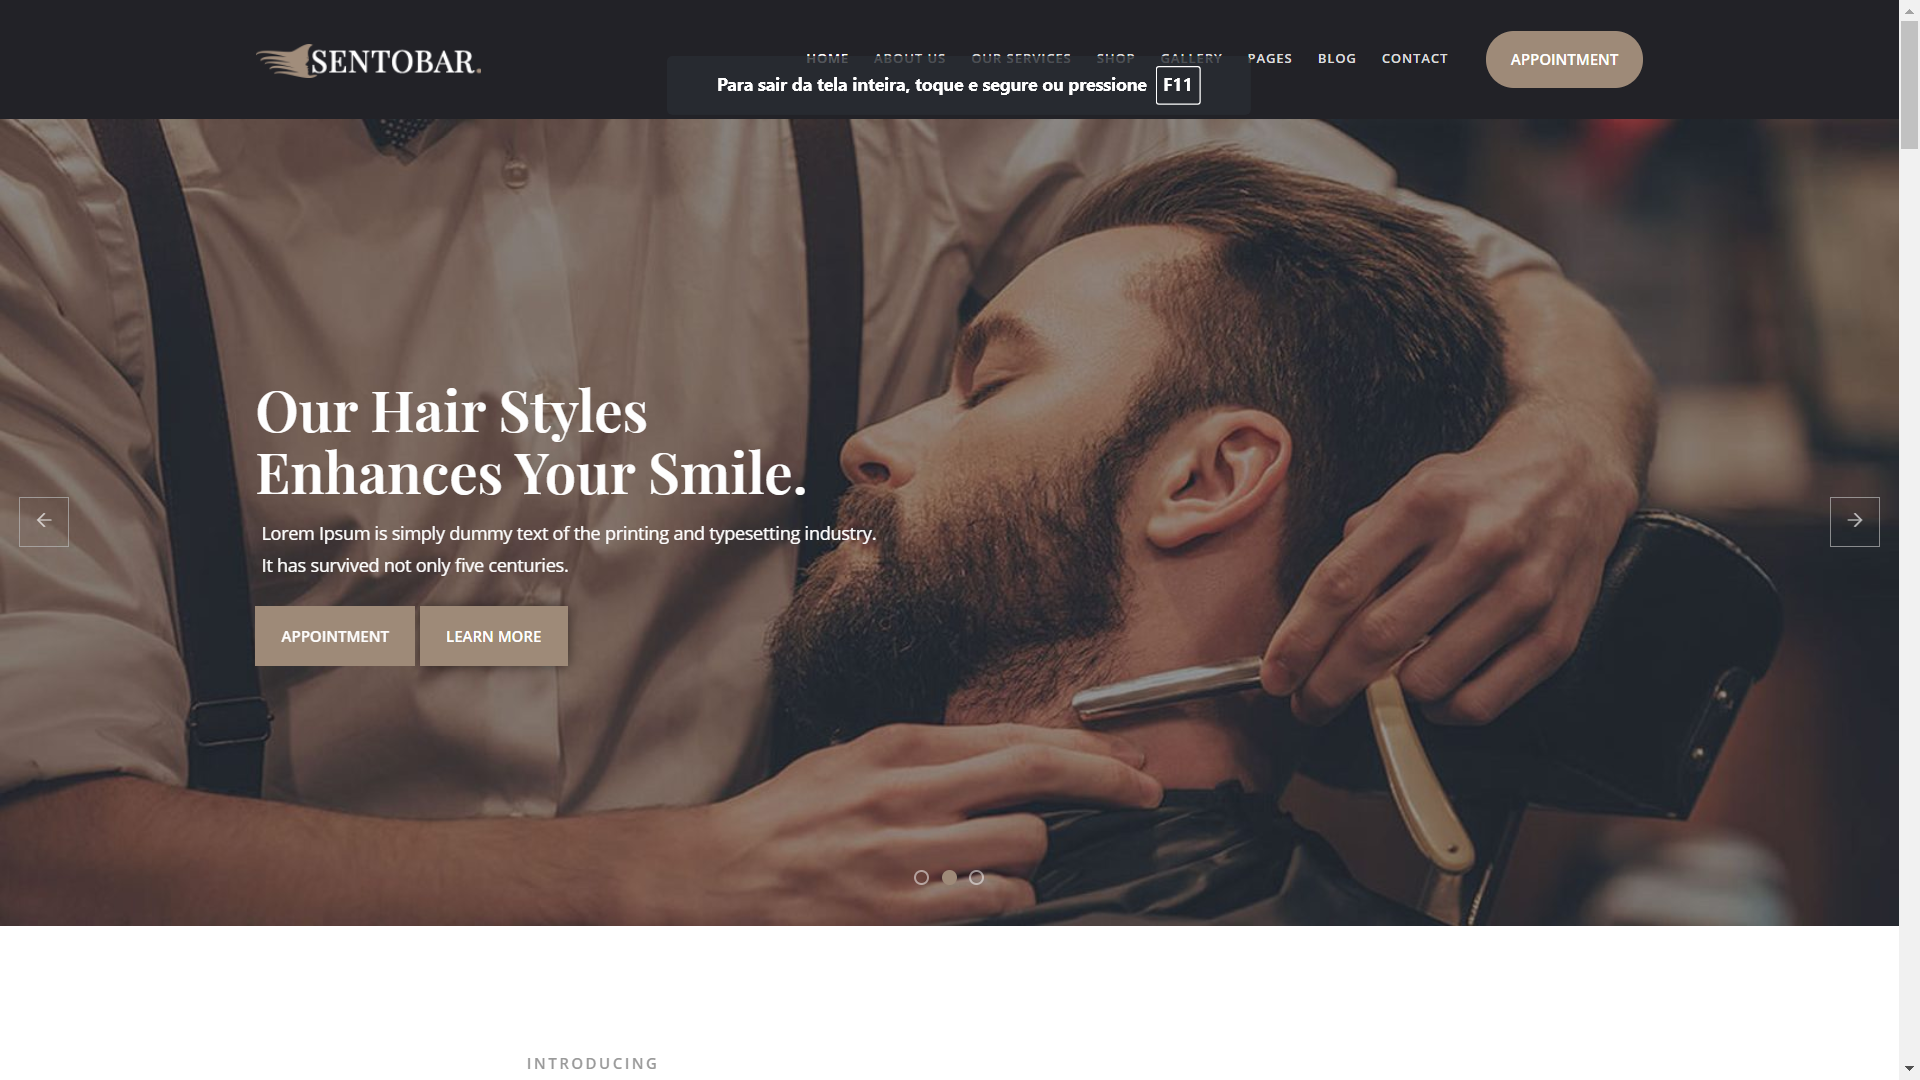 SENTOBAR.
HOME ABOUT US OUR SERVICES SHOP GALLERY PAGES BLOG CONTACT APPOINTMENT
Para sair da tela inteira, toque e segure ou pressione F11
Our Hair Styles
Enhances Your Smile.
Lorem Ipsum is simply dummy text of the printing and typesetting industry.
It has survived not only five centuries.
APPOINTMENT LEARN MORE
INTRODUCING